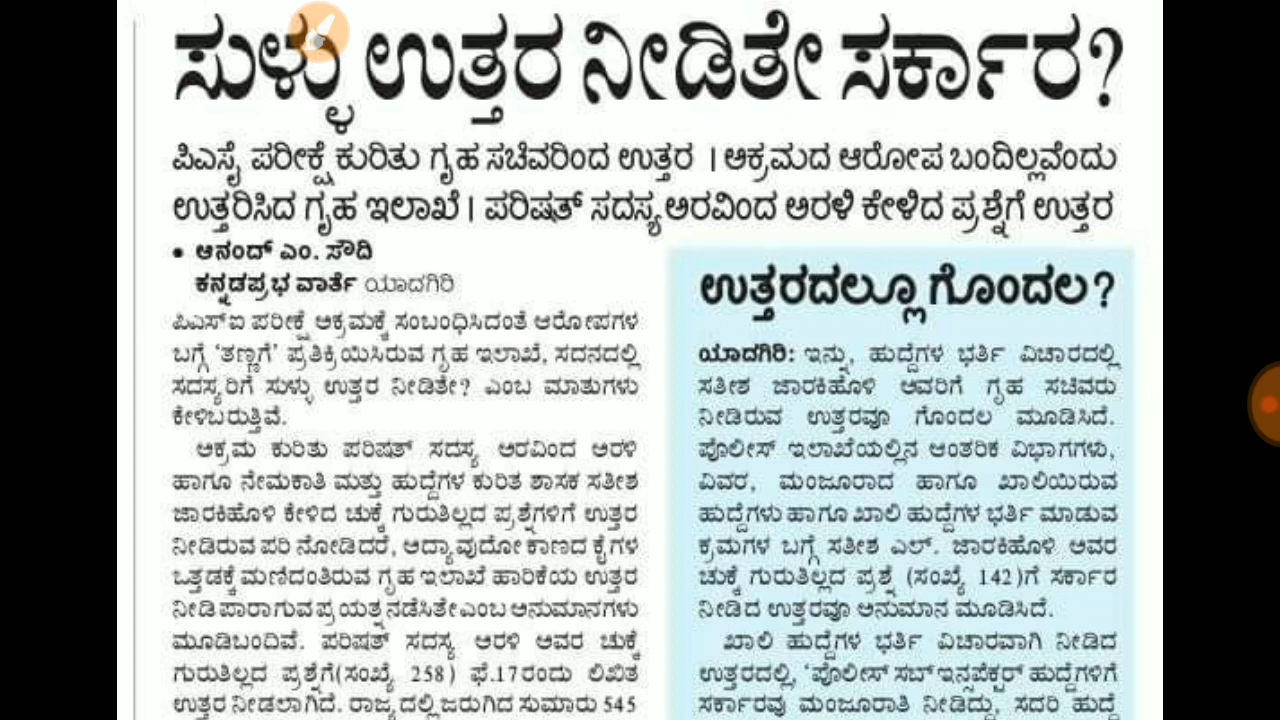 ಸುಳ್ಳು ಉತ್ತರ ನೀಡಿತೇ ಸರ್ಕಾರ?
ಪಿಎಸೈ ಪರೀಕ್ಷೆ ಕುರಿತು ಗೃಹ ಸಚಿವರಿಂದ ಉತ್ತರ | ಅಕ್ರಮದ ಆರೋಪ ಬಂದಿಲ್ಲವೆಂದು
ಉತ್ತರಿಸಿದ ಗೃಹ ಇಲಾಖೆ | ಪರಿಷತ್ ಸದಸ್ಯ ಅರವಿಂದ ಅರಳಿ ಕೇಳಿದ ಪ್ರಶ್ನೆಗೆ ಉತ್ತರ
• ಆನಂದ್ ಎಂ. ಸೌದಿ
ಕನ್ನಡಪ್ರಭ ವಾರ್ತೆ ಯಾದಗಿರಿ
ಪಿಎಸ್‌ಐ ಪರೀಕ್ಷೆ ಅಕ್ರಮಕ್ಕೆ ಸಂಬಂಧಿಸಿದಂತೆ ಆರೋಪಗಳ
ಬಗ್ಗೆ 'ತಣ್ಣಗೆ' ಪ್ರತಿಕ್ರಿಯಿಸಿರುವ ಗೃಹ ಇಲಾಖೆ, ಸದನದಲ್ಲಿ
ಸದಸ್ಯರಿಗೆ ಸುಳ್ಳು ಉತ್ತರ ನೀಡಿತೇ? ಎಂಬ ಮಾತುಗಳು
ಕೇಳಿಬರುತ್ತಿವೆ.
ಅಕ್ರಮ ಕುರಿತು ಪರಿಷತ್ ಸದಸ್ಯ ಅರವಿಂದ ಅರಳಿ
ಹಾಗೂ ನೇಮಕಾತಿ ಮತ್ತು ಹುದ್ದೆಗಳ ಕುರಿತ ಶಾಸಕ ಸತೀಶ
ಜಾರಕಿಹೊಳಿ ಕೇಳಿದ ಚುಕ್ಕೆ ಗುರುತಿಲ್ಲದ ಪ್ರಶ್ನೆಗಳಿಗೆ ಉತ್ತರ
ನೀಡಿರುವ ಪರಿ ನೋಡಿದರೆ, ಅದ್ಯಾವುದೋ ಕಾಣದ ಕೈಗಳ
ಒತ್ತಡಕ್ಕೆ ಮಣಿದಂತಿರುವ ಗೃಹ ಇಲಾಖೆ ಹಾರಿಕೆಯ ಉತ್ತರ
ನೀಡಿ ಪಾರಾಗುವ ಪ್ರಯತ್ನ ನಡೆಸಿತೇ ಎಂಬ ಅನುಮಾನಗಳು
ಮೂಡಿಬಂದಿವೆ. ಪರಿಷತ್ ಸದಸ್ಯ ಅರಳಿ ಅವರ ಚುಕ್ಕೆ
ಗುರುತಿಲ್ಲದ ಪ್ರಶ್ನೆಗೆ(ಸಂಖ್ಯೆ 258) ಫೆ.17ರಂದು ಲಿಖಿತ
ಉತ್ತರ ನೀಡಲಾಗಿದೆ. ರಾಜ್ಯದಲ್ಲಿ ಜರುಗಿದ ಸುಮಾರು 545
ಉತ್ತರದಲ್ಲೂ ಗೊಂದಲ?
ಯಾದಗಿರಿ: ಇನ್ನು, ಹುದ್ದೆಗಳ ಭರ್ತಿ ವಿಚಾರದಲ್ಲಿ
ಸತೀಶ ಜಾರಕಿಹೊಳಿ ಅವರಿಗೆ ಗೃಹ ಸಚಿವರು
ನೀಡಿರುವ ಉತ್ತರವೂ ಗೊಂದಲ ಮೂಡಿಸಿದೆ.
ಪೊಲೀಸ್ ಇಲಾಖೆಯಲ್ಲಿನ ಆಂತರಿಕ ವಿಭಾಗಗಳು,
ವಿವರ, ಮಂಜೂರಾದ ಹಾಗೂ ಖಾಲಿಯಿರುವ
ಹುದ್ದೆಗಳು ಹಾಗೂ ಖಾಲಿ ಹುದ್ದೆಗಳ ಭರ್ತಿ ಮಾಡುವ
ಕ್ರಮಗಳ ಬಗ್ಗೆ ಸತೀಶ ಎಲ್. ಜಾರಕಿಹೊಳಿ ಅವರ
ಚುಕ್ಕೆ ಗುರುತಿಲ್ಲದ ಪ್ರಶ್ನೆ (ಸಂಖ್ಯೆ 142)ಗೆ ಸರ್ಕಾರ
ನೀಡಿದ ಉತ್ತರವೂ ಅನುಮಾನ ಮೂಡಿಸಿದೆ.
ಖಾಲಿ ಹುದ್ದೆಗಳ ಭರ್ತಿ ವಿಚಾರವಾಗಿ ನೀಡಿದ
ಉತ್ತರದಲ್ಲಿ, 'ಪೊಲೀಸ್ ಸಬ್‌ಇನ್ಸಪೆಕ್ಟರ್ ಹುದ್ದೆಗಳಿಗೆ
ಸರ್ಕಾರವು ಮಂಜೂರಾತಿ ನೀಡಿದ್ದು, ಸದರಿ ಹುದ್ದೆ